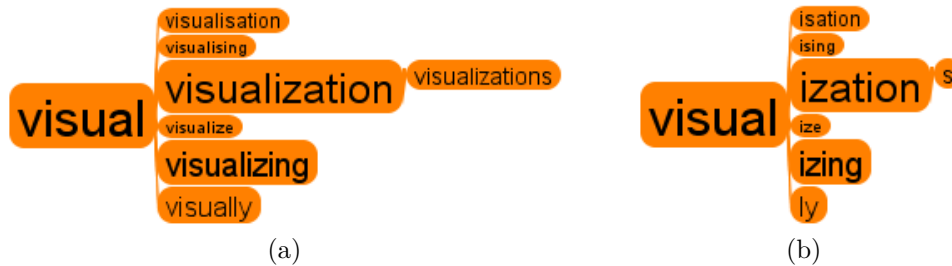 visual
visualisation
visualising
visualization
visualizations
visualize
visualizing
visually
(a)
visual
isation
ising
ization
s
ize
izing
ly
(b)